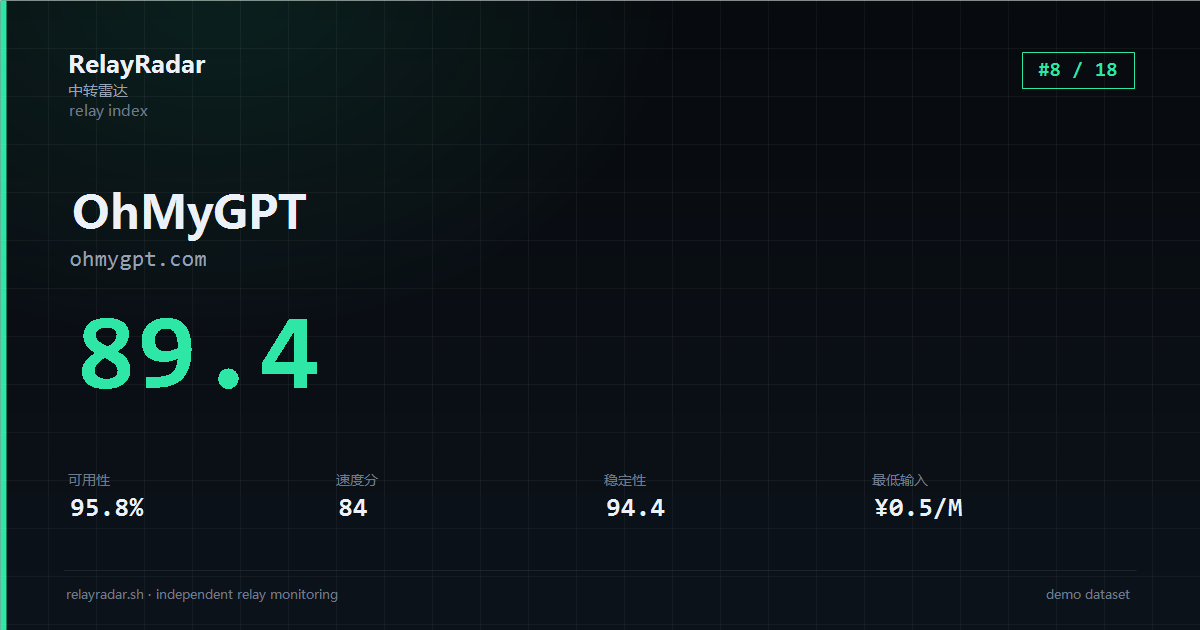 RelayRadar
中转雷达
relay index
#8 / 18
OhMyGPT
ohmygpt.com
89.4
可用性
95.8%
速度分
84
稳定性
94.4
最低输入
¥0.5/M
relayradar.sh · independent relay monitoring
demo dataset